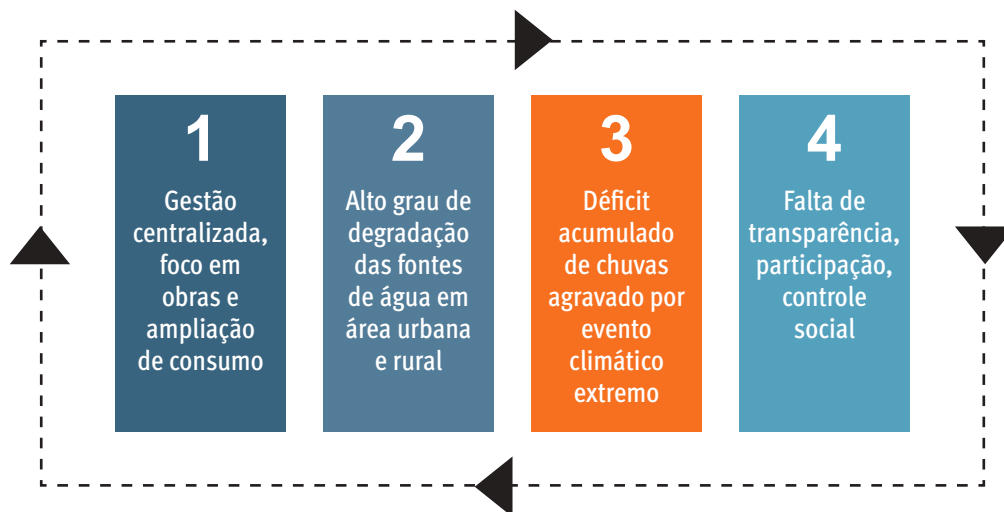 1
Gestão
centralizada,
foco em
obras e
ampliação
de consumo
2
Alto grau de
degradação
das fontes
de água em
área urbana
e rural
3
Déficit
acumulado
de chuvas
agravado por
evento
climático
extremo
4
Falta de
transparência,
participação,
controle
social